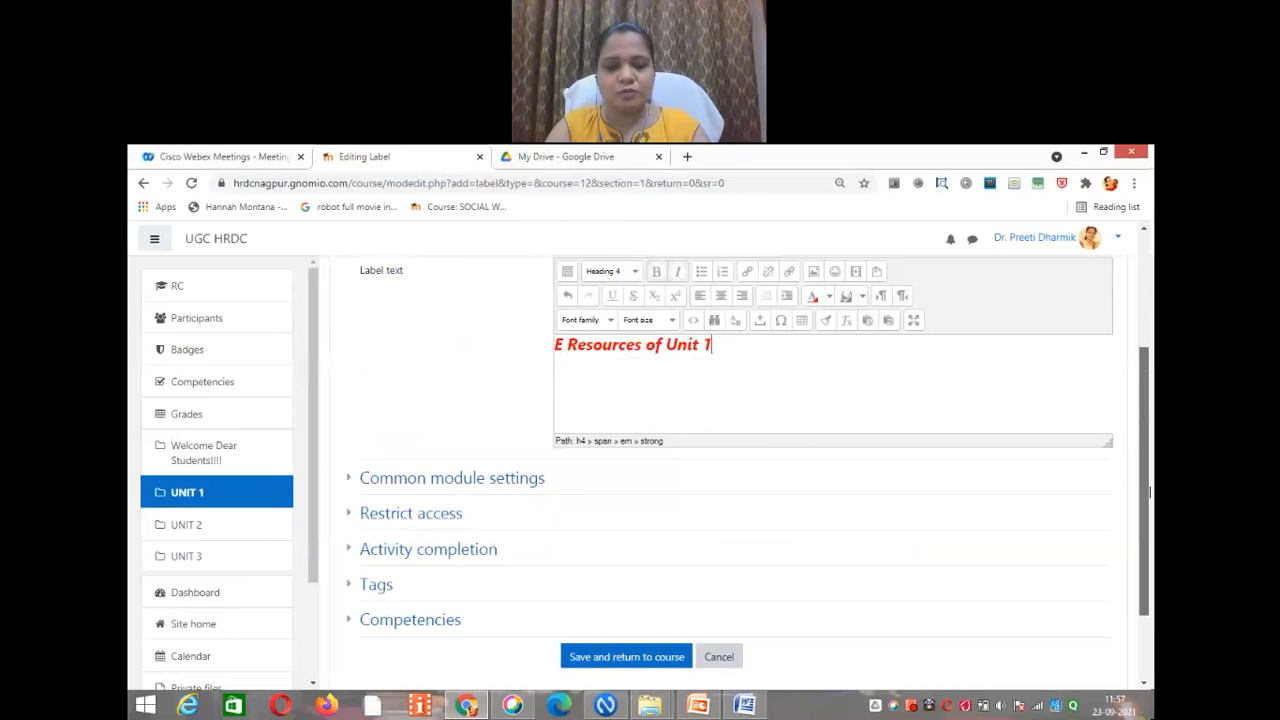 Cisco Webex Meetings - Meeting
Editing Label
My Drive - Google Drive
hrdcnagpur.gnomio.com/course/modedit.php?add=label&type=&course=12&section=1&return=0&sr=0
Apps
Hannah Montana -...
robot full movie in...
Course: SOCIAL W...
Reading list
UGC HRDC
Dr. Preeti Dharmik
RC
Participants
Badges
Competencies
Grades
Welcome Dear
Students!!!!
UNIT 1
UNIT 2
UNIT 3
Dashboard
Site home
Calendar
Private files
Label text
Heading 4
Font family
Font size
E Resources of Unit 1
Path: h4 » span » em » strong
Common module settings
Restrict access
Activity completion
Tags
Competencies
Save and return to course
Cancel
11:57
23-09-2021